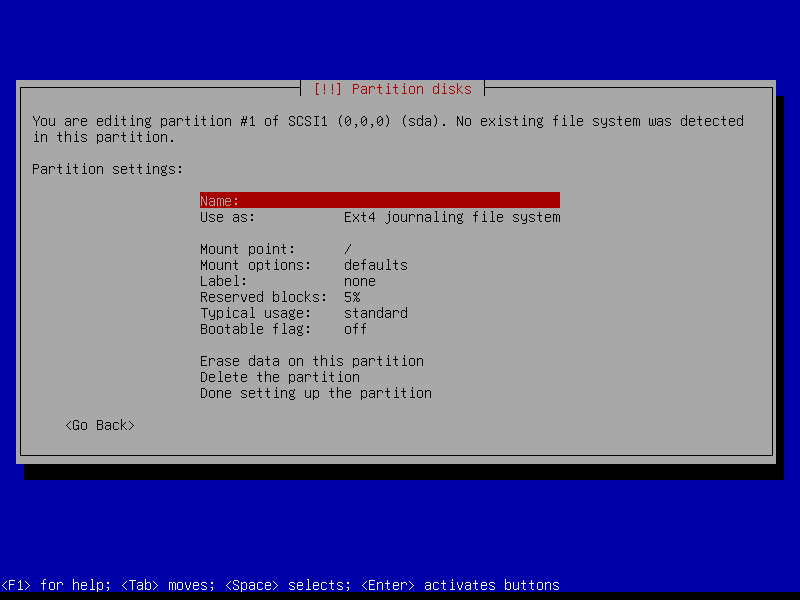 [!!] Partition disks
You are editing partition #1 of SCSI1 (0,0,0) (sda). No existing file system was detected
in this partition.
Partition settings:
Name:
Use as: Ext4 journaling file system
Mount point: /
Mount options: defaults
Label: none
Reserved blocks: 5%
Typical usage: standard
Bootable flag: off
Erase data on this partition
Delete the partition
Done setting up the partition
<Go Back>
<F1> for help; <Tab> moves; <Space> selects; <Enter> activates buttons